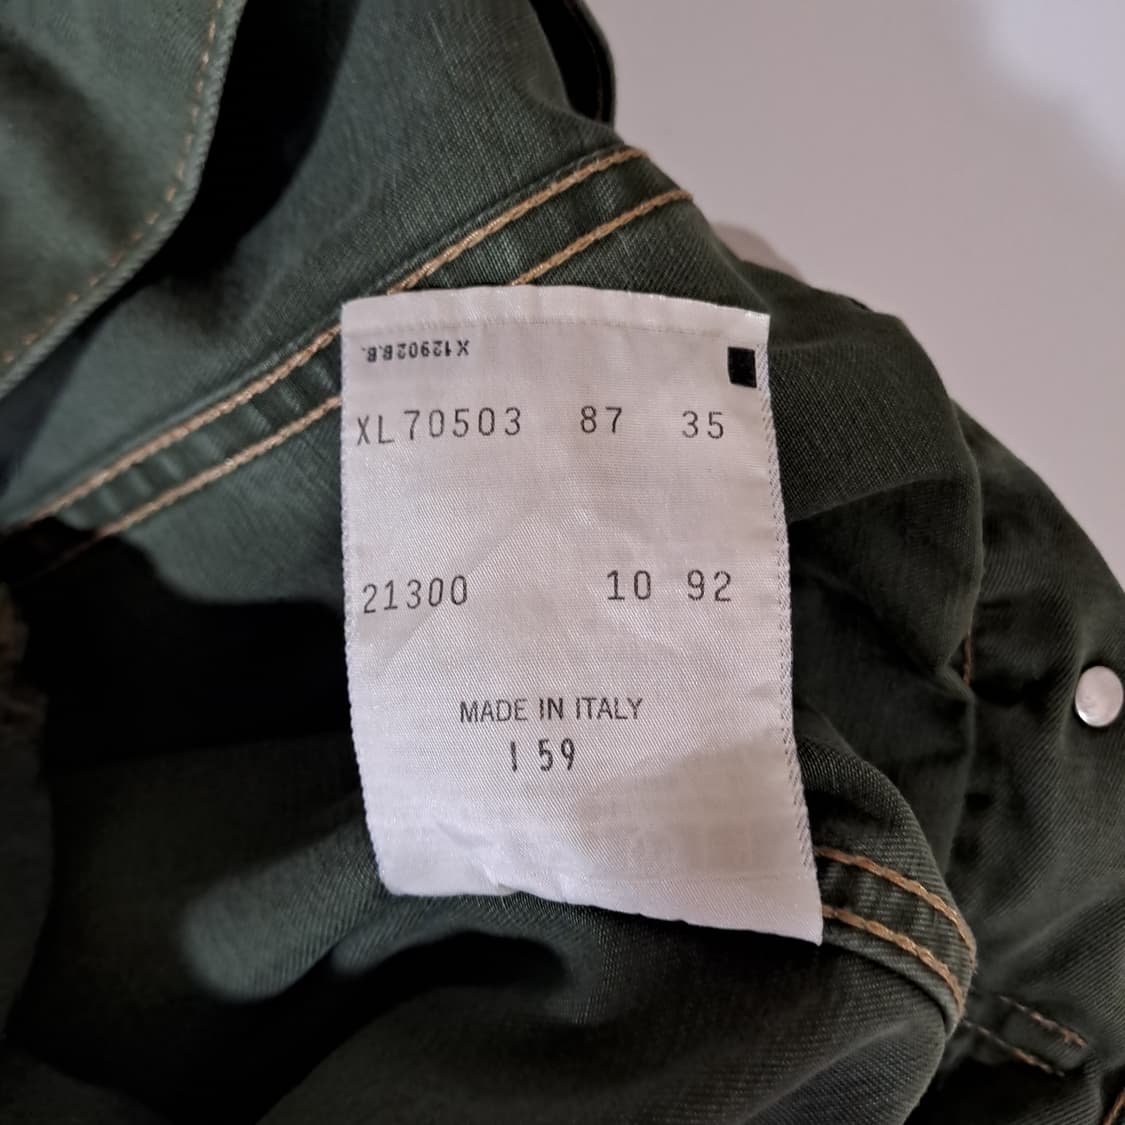 X12902B.B.
XL70503 87 35
21300 10 92
MADE IN ITALY
I 59